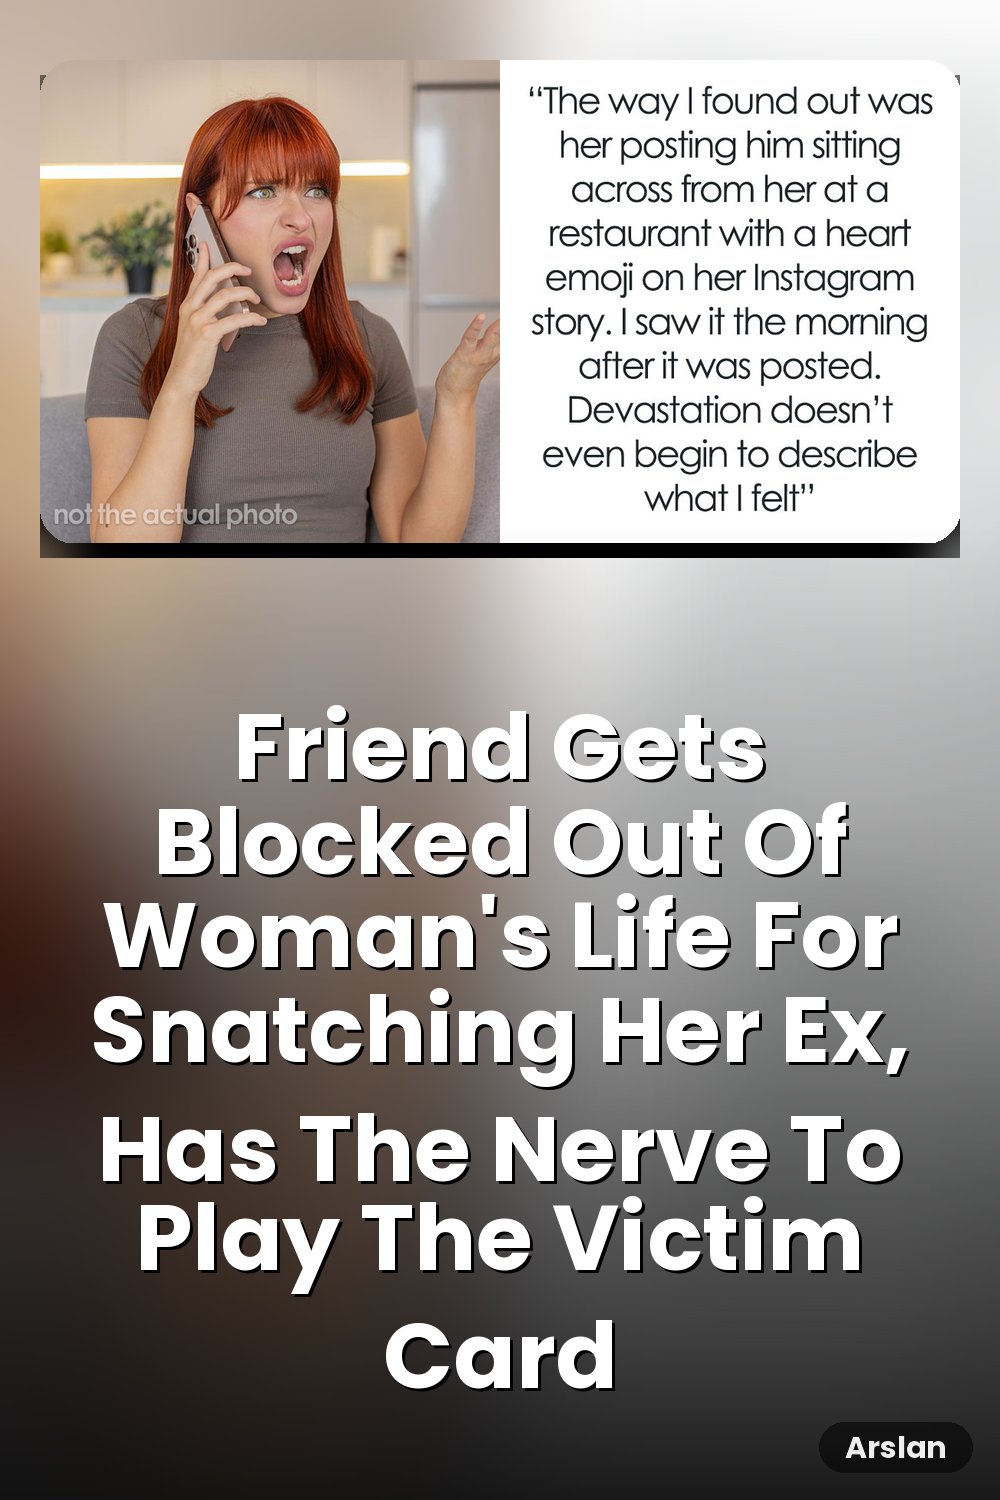 “The way I found out was
her posting him sitting
across from her at a
restaurant with a heart
emoji on her Instagram
story. I saw it the morning
after it was posted.
Devastation doesn’t
even begin to describe
what I felt”
not the actual photo
Friend Gets
Blocked Out Of
Woman's Life For
Snatching Her Ex,
Has The Nerve To
Play The Victim
Card
Arslan